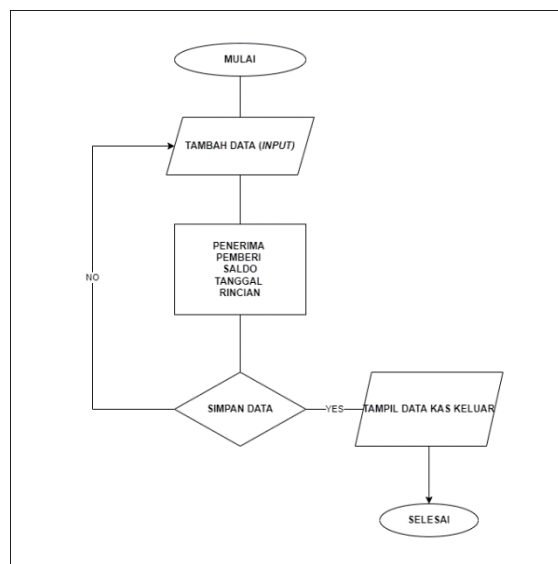 MULAI
TAMBAH DATA (INPUT)
PENERIMA
PEMBERI
SALDO
TANGGAL
RINCIAN
NO
SIMPAN DATA
YES
TAMPIL DATA KAS KELUAR
SELESAI